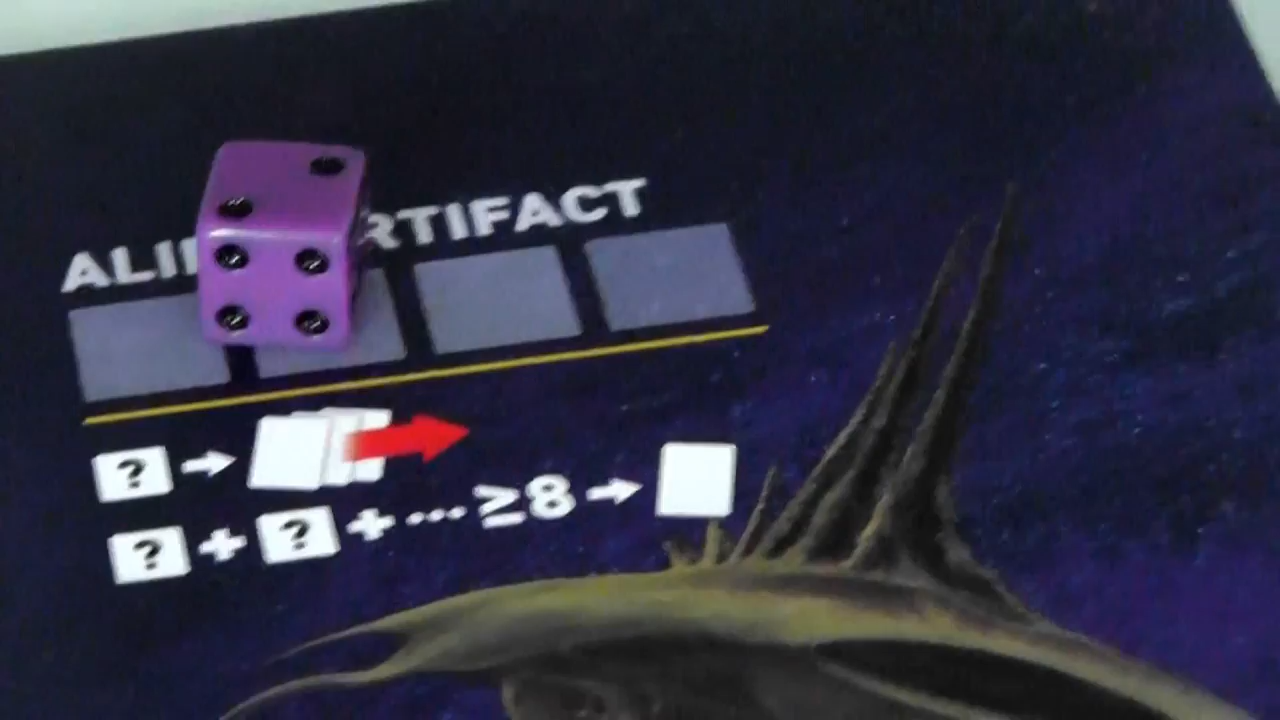 ALI RTIFACT
? →
? + ? + ... ≥8 →